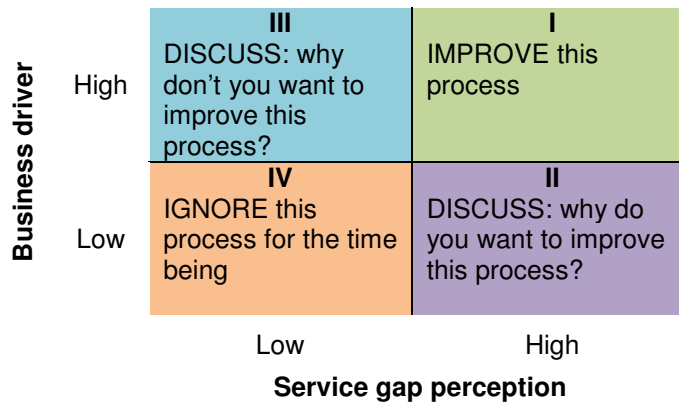 Business driver
High
III
DISCUSS: why
don't you want to
improve this
process?
I
IMPROVE this
process
Low
IV
IGNORE this
process for the time
being
II
DISCUSS: why do
you want to improve
this process?
Low
High
Service gap perception